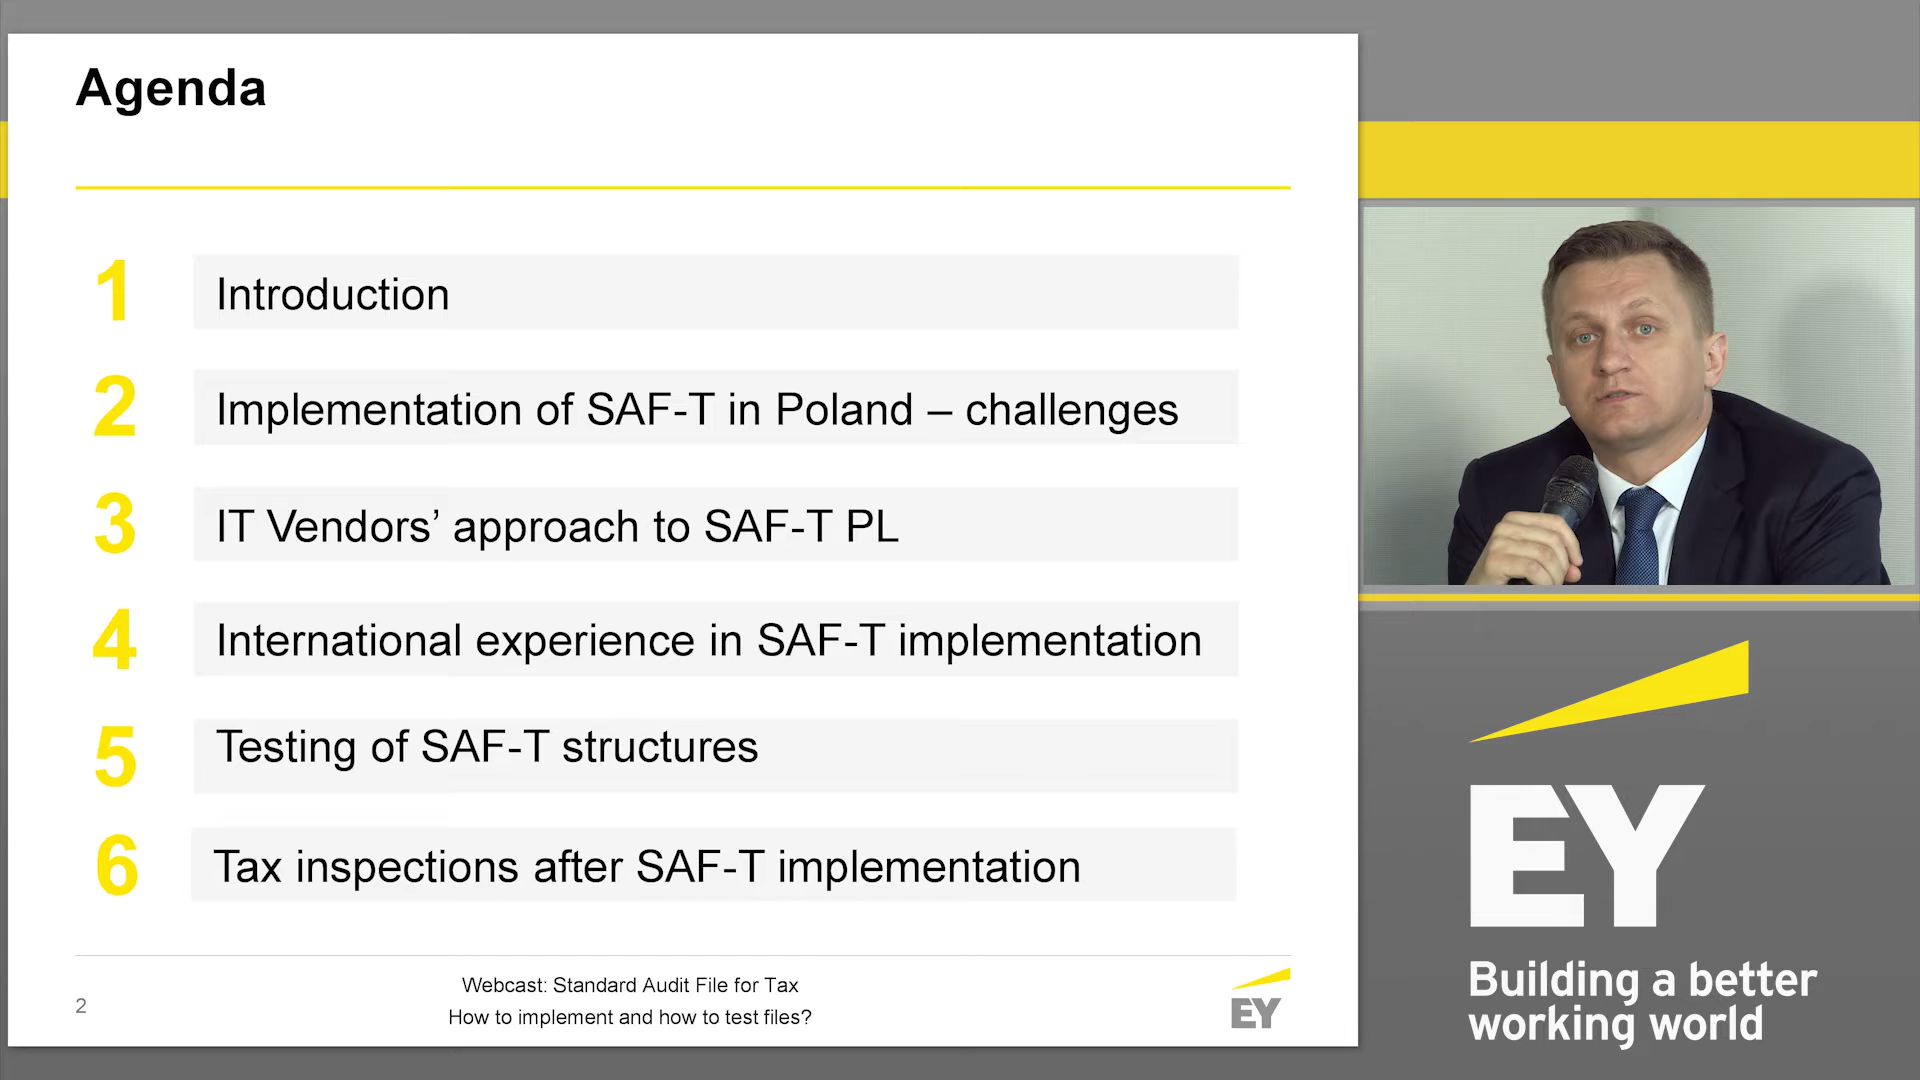 Agenda
1
Introduction
2
Implementation of SAF-T in Poland – challenges
3
IT Vendors’ approach to SAF-T PL
4
International experience in SAF-T implementation
5
Testing of SAF-T structures
6
Tax inspections after SAF-T implementation
2
Webcast: Standard Audit File for Tax
How to implement and how to test files?
EY
EY
Building a better
working world